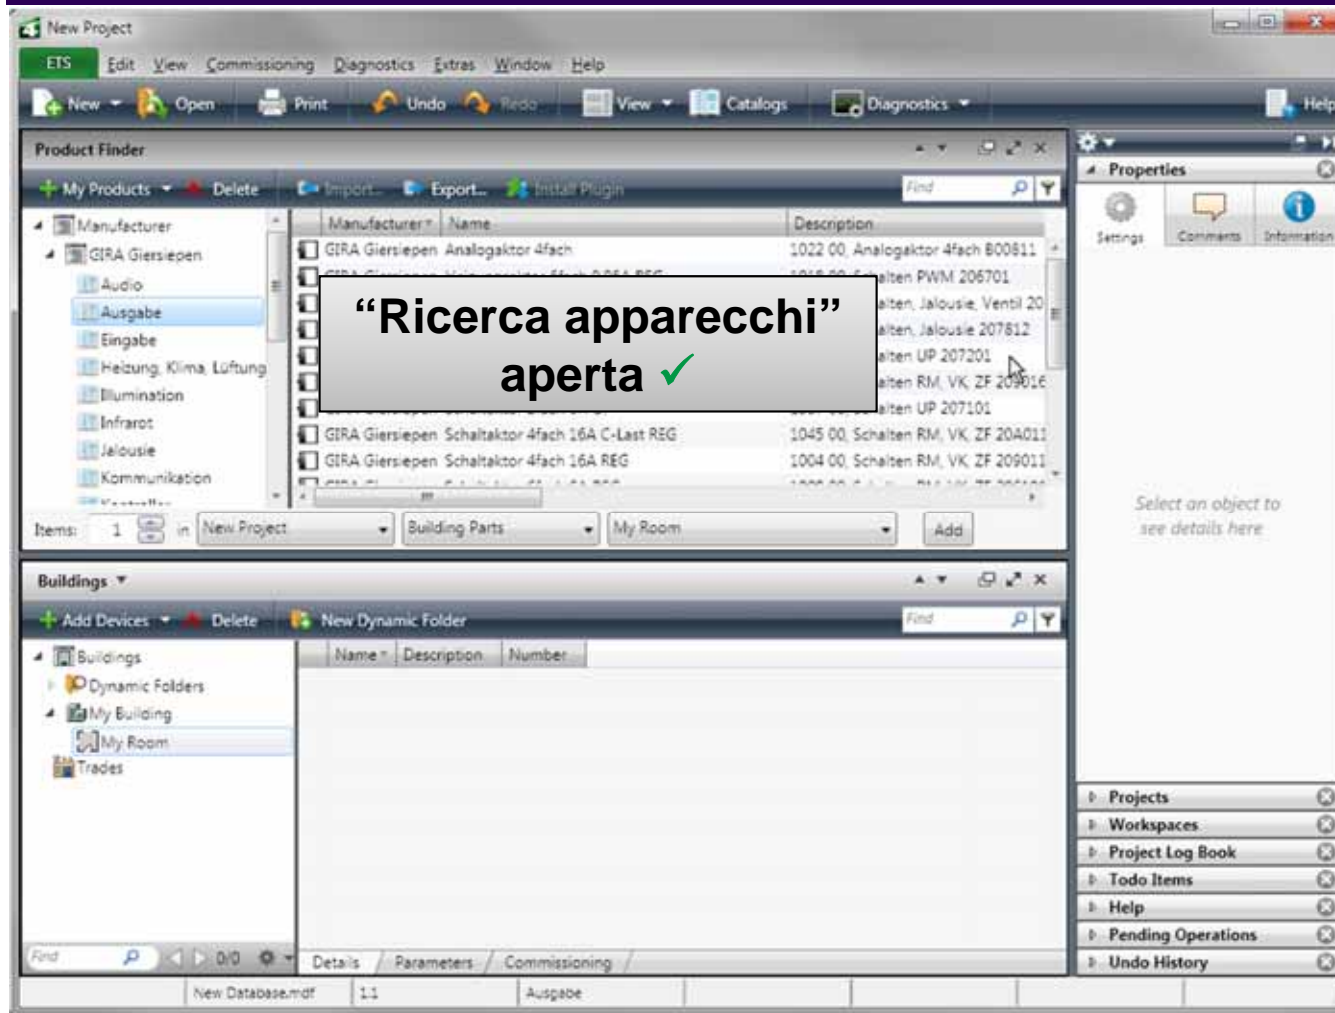 New Project
ETS Edit View Commissioning Diagnostics Extras Window Help
New Open Print Undo Redo View Catalogs Diagnostics Help
Product Finder
My Products Delete Import... Export... Install Plugin Find
Manufacturer
GIRA Giersiepen
Audio
Ausgabe
Eingabe
Heizung, Klima, Lüftung
Illumination
Infrarot
Jalousie
Kommunikation
Manufacturer Name Description
GIRA Giersiepen Analogaktor 4fach 1022 00, Analogaktor 4fach B00811
Schalten PWM 206701
alten, Jalousie, Ventil 20
alten, Jalousie 207812
alten UP 207201
alten RM, VK, ZF 209016
alten UP 207101
GIRA Giersiepen Schaltaktor 4fach 16A C-Last REG 1045 00, Schalten RM, VK, ZF 20A011
GIRA Giersiepen Schaltaktor 4fach 16A REG 1004 00, Schalten RM, VK, ZF 209011
“Ricerca apparecchi”
aperta ✓
Items: 1 in New Project Building Parts My Room Add
Buildings
Add Devices Delete New Dynamic Folder Find
Buildings
Dynamic Folders
My Building
My Room
Trades
Name Description Number
Find 0/0
Details Parameters Commissioning
New Database.mdf 1.1 Ausgabe
Properties
Settings Comments Information
Select an object to
see details here
Projects
Workspaces
Project Log Book
Todo Items
Help
Pending Operations
Undo History